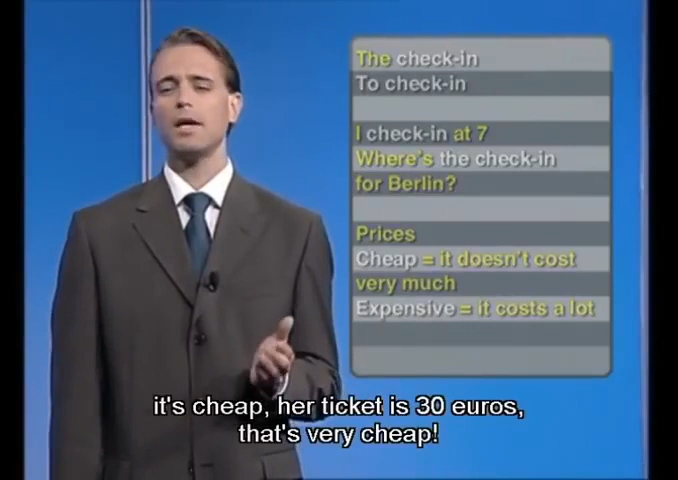 The check-in
To check-in
I check-in at 7
Where's the check-in
for Berlin?
Prices
Cheap = it doesn't cost
very much
Expensive = it costs a lot
it's cheap, her ticket is 30 euros,
that's very cheap!